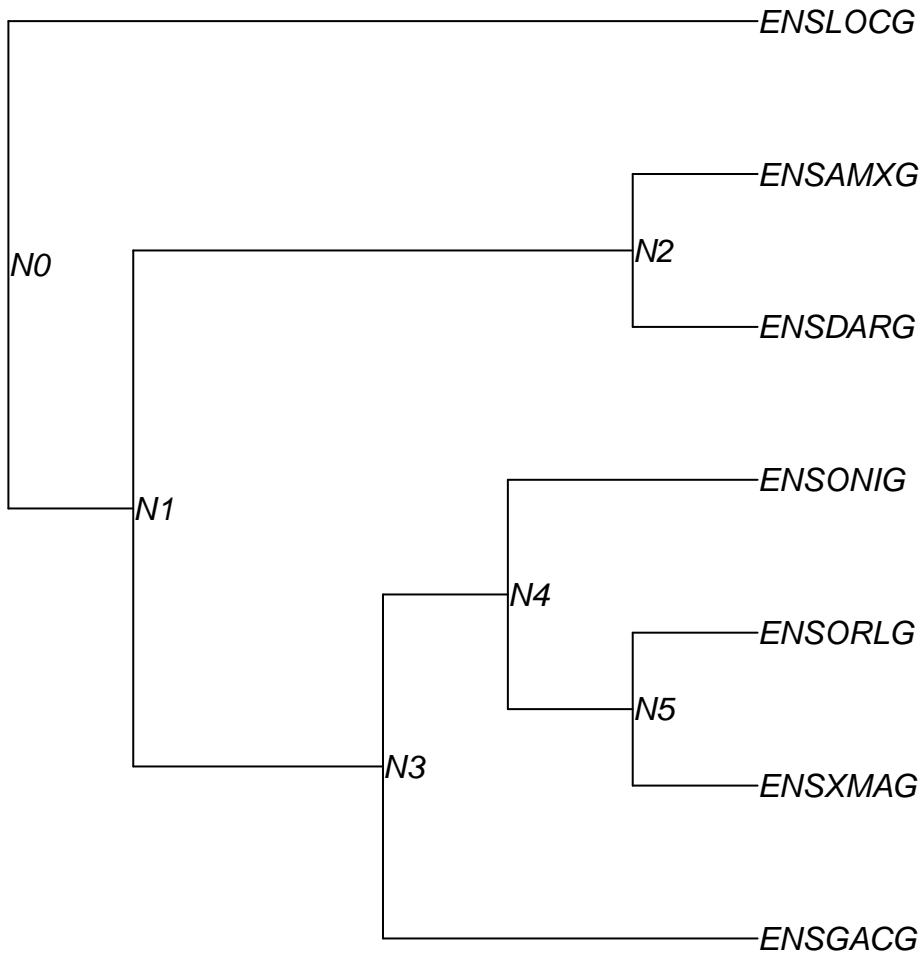 ENSLOCG
ENSAMXG
N2
N0
ENSDARG
ENSONIG
N1
N4
ENSORLG
N5
N3
ENSXMAG
ENSGACG